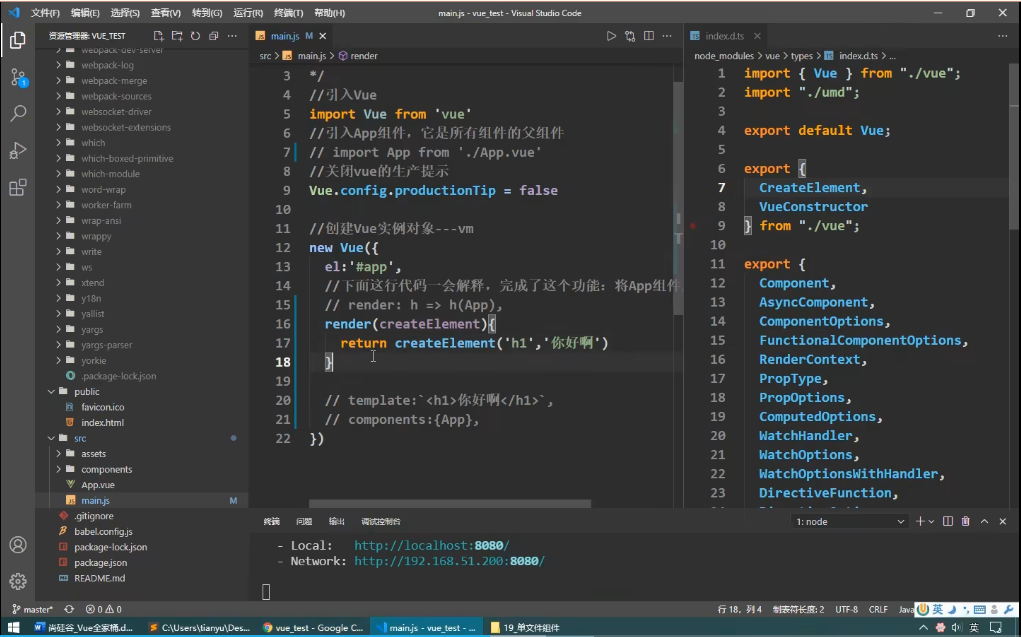 文件(F) 编辑(E) 选择(S) 查看(V) 转到(G) 运行(R) 终端(T) 帮助(H) main.js - vue_test - Visual Studio Code
资源管理器: VUE_TEST
webpack-dev-server
webpack-log
webpack-merge
webpack-sources
websocket-driver
websocket-extensions
which
which-boxed-primitive
which-module
word-wrap
worker-farm
wrap-ansi
wrappy
write
ws
xtend
y18n
yallist
yargs
yargs-parser
yorkie
.package-lock.json
public
favicon.ico
index.html
src
assets
components
App.vue
main.js M
.gitignore
babel.config.js
package-lock.json
package.json
README.md
main.js M
src > main.js > render
3 */
4 //引入Vue
5 import Vue from 'vue'
6 //引入App组件，它是所有组件的父组件
7 // import App from './App.vue'
8 //关闭vue的生产提示
9 Vue.config.productionTip = false
10
11 //创建Vue实例对象---vm
12 new Vue({
13 el:'#app',
14 //下面这行代码一会解释，完成了这个功能：将App组件
15 // render: h => h(App),
16 render(createElement){
17 return createElement('h1','你好啊')
18 }
19
20 // template:`<h1>你好啊</h1>`,
21 // components:{App},
22 })
index.d.ts
node_modules > vue > types > index.d.ts > ...
1 import { Vue } from "./vue";
2 import "./umd";
3
4 export default Vue;
5
6 export {
7 CreateElement,
8 VueConstructor
9 } from "./vue";
10
11 export {
12 Component,
13 AsyncComponent,
14 ComponentOptions,
15 FunctionalComponentOptions,
16 RenderContext,
17 PropType,
18 PropOptions,
19 ComputedOptions,
20 WatchHandler,
21 WatchOptions,
22 WatchOptionsWithHandler,
23 DirectiveFunction,
终端 问题 输出 调试控制台 1: node
- Local: http://localhost:8080/
- Network: http://192.168.51.200:8080/
master* 0 0 行 18，列 4 制表符长度: 2 UTF-8 CRLF Java 英
尚硅谷_Vue全家桶.d... C:\Users\tianyu\Des... vue_test - Google C... main.js - vue_test - ... 19_单文件组件 英